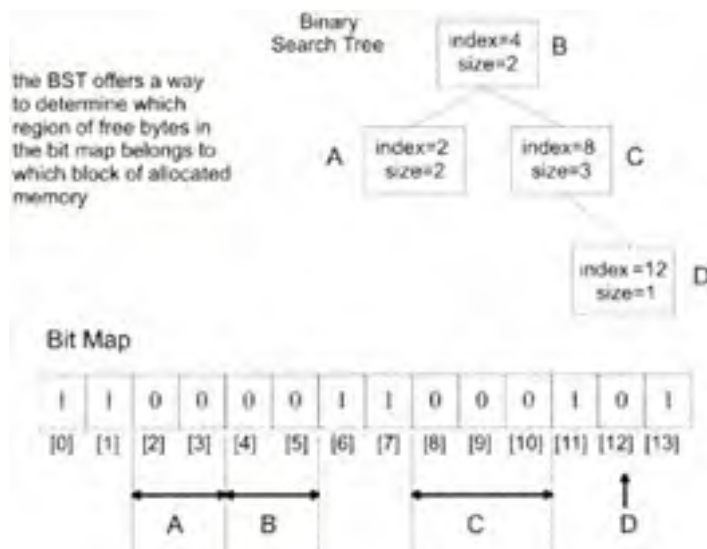 Binary
Search Tree
index=4
size=2
B
the BST offers a way
to determine which
region of free bytes in
the bit map belongs to
which block of allocated
memory
A
index=2
size=2
index=8
size=3
C
index=12
size=1
D
Bit Map
1 1 0 0 0 0 1 1 0 0 0 1 0 1
[0] [1] [2] [3] [4] [5] [6] [7] [8] [9] [10] [11] [12] [13]
A B C D